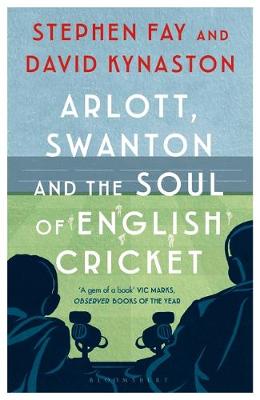 STEPHEN FAY AND
DAVID KYNASTON
ARLOTT,
SWANTON
AND THE SOUL
OF ENGLISH
CRICKET
‘A gem of a book’ VIC MARKS,
OBSERVER BOOKS OF THE
YEAR
BLOOMSBURY